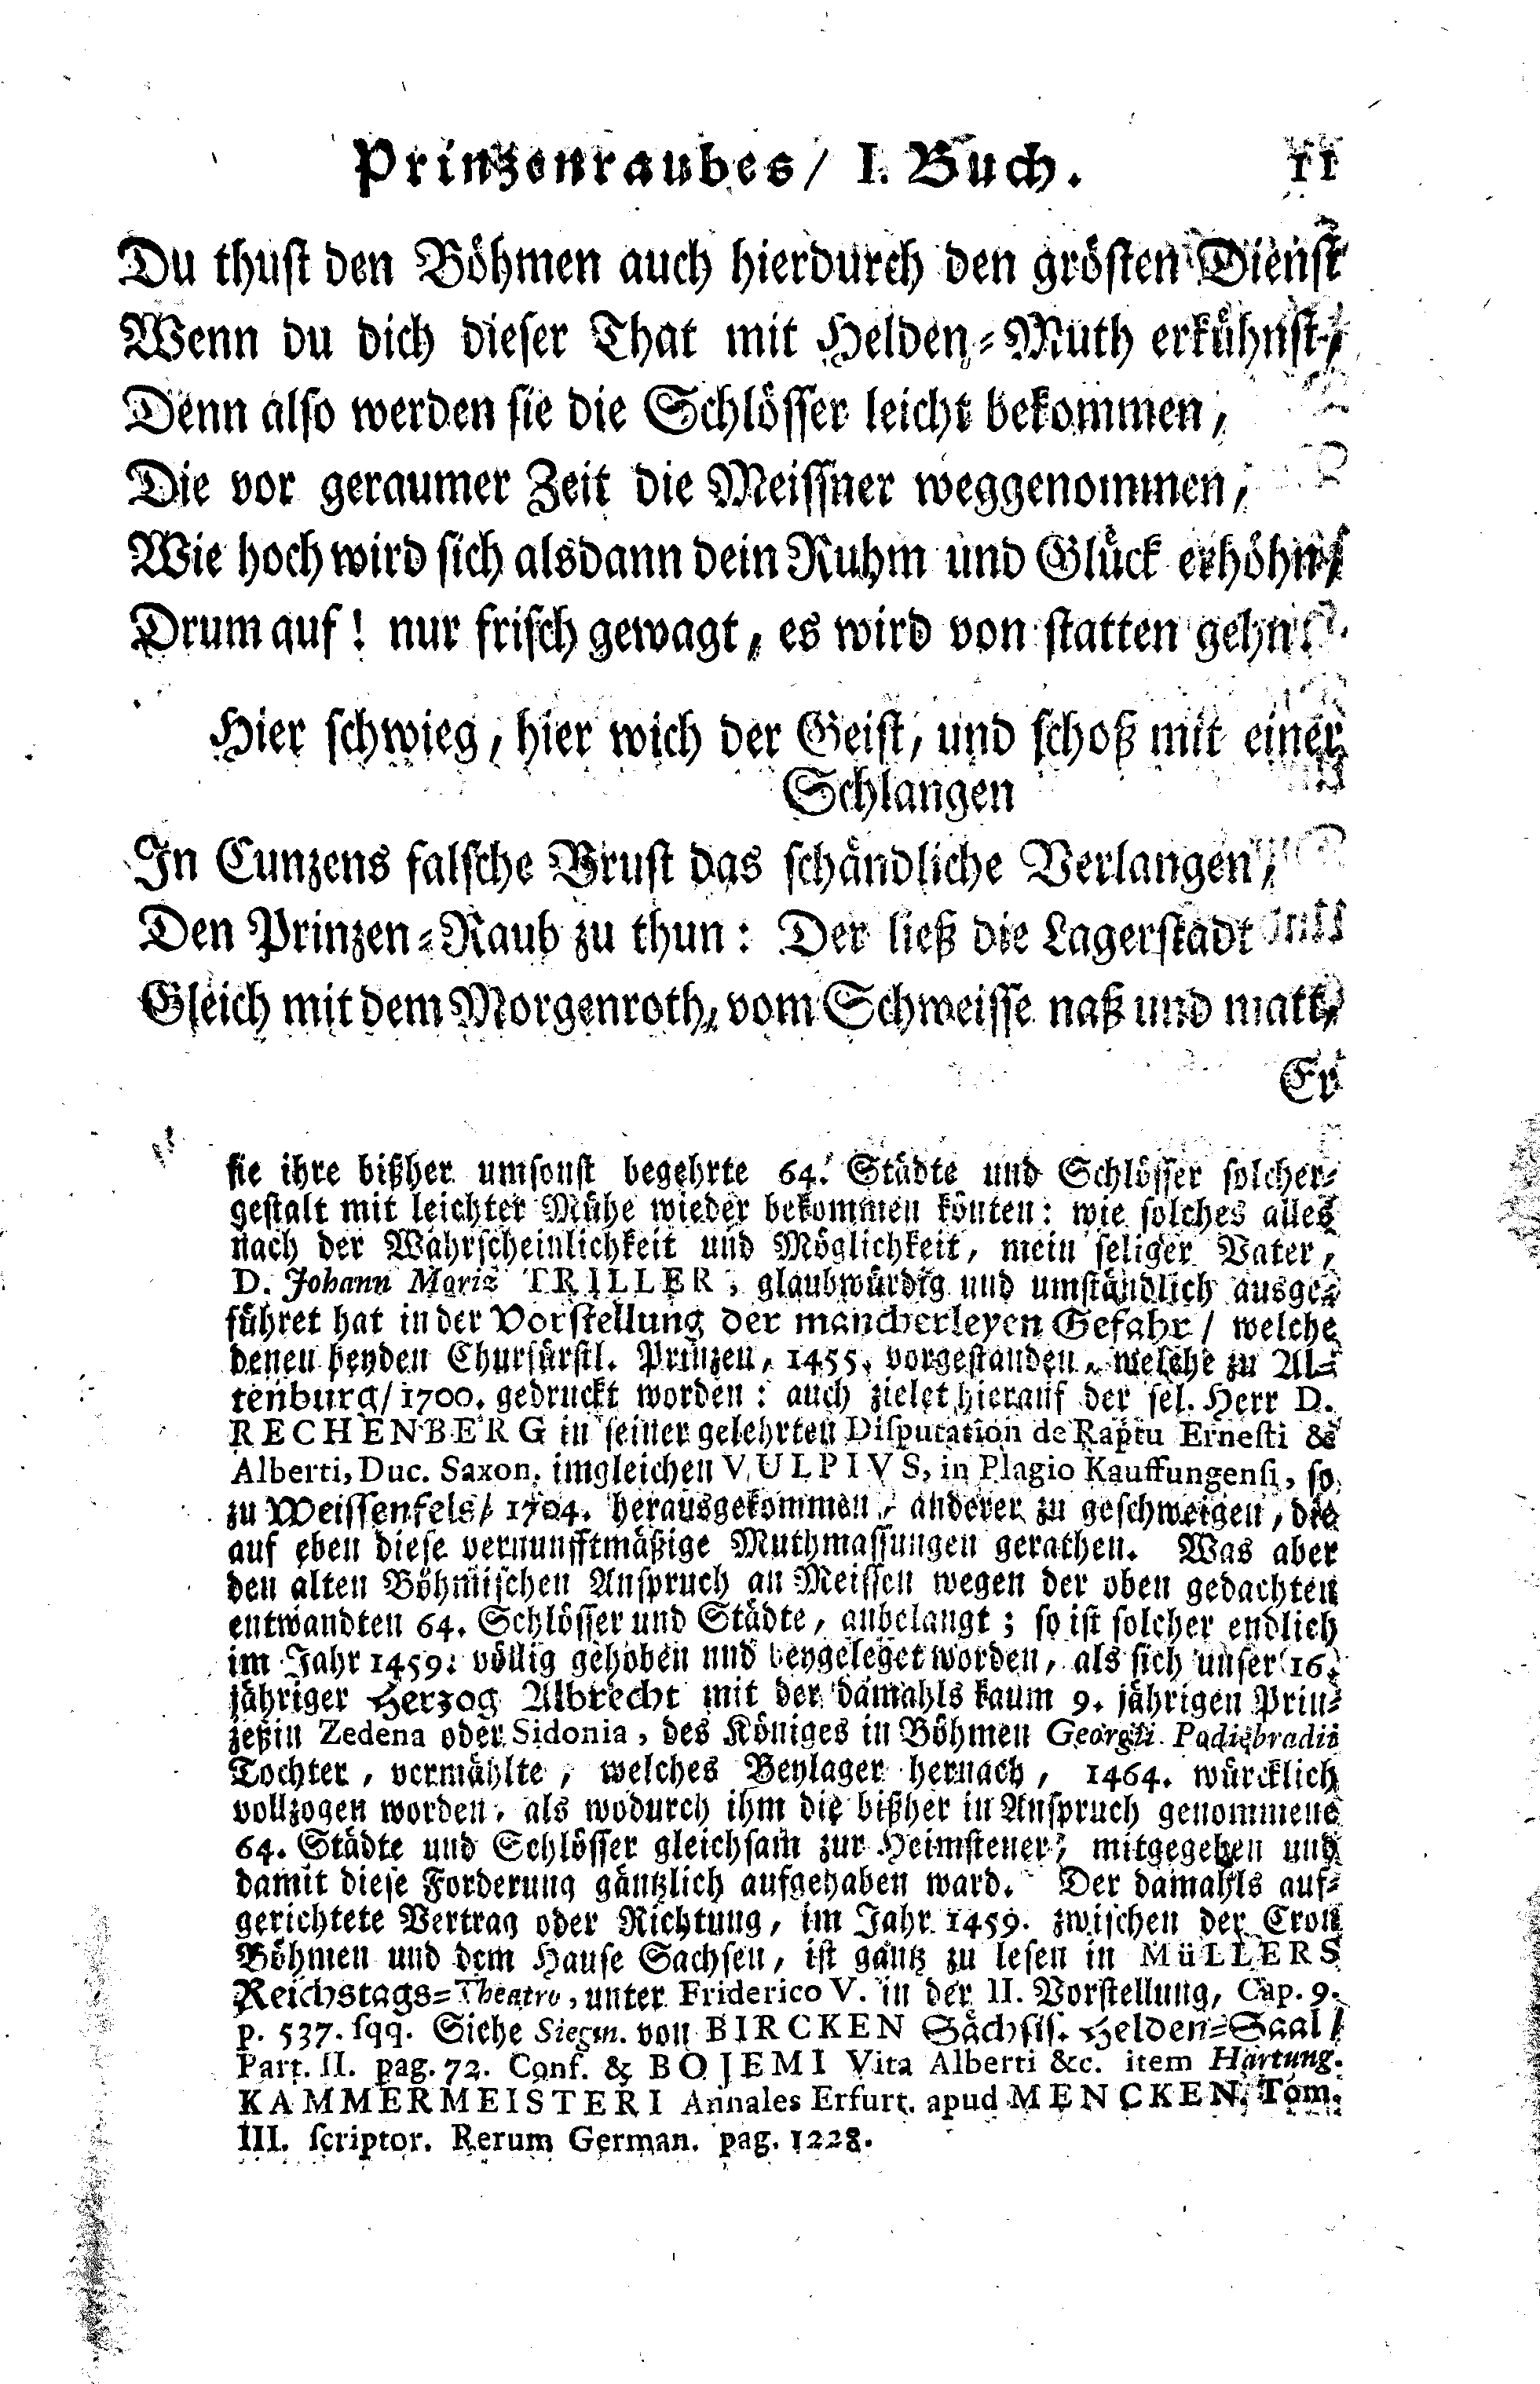 Prinzenraubes/ I. Buch. 11
Du thust den Böhmen auch hierdurch den grösten Dienst
Wenn du dich dieser That mit Helden-Muth erkühnst,
Denn also werden sie die Schlösser leicht bekommen,
Die vor geraumer Zeit die Meissner weggenommen,
Wie hoch wird sich alsdann dein Ruhm und Glück erhöhn,
Drum auf! nur frisch gewagt, es wird von statten gehn.
Hier schwieg, hier wich der Geist, und schoß mit einer
Schlangen
In Cunzens falsche Brust das schändliche Verlangen,
Den Prinzen-Raub zu thun: Der ließ die Lagerstadt
Gleich mit dem Morgenroth, vom Schweisse naß und matt,
Er
sie ihre bißher umsonst begehrte 64. Städte und Schlösser solcher-
gestalt mit leichter Mühe wieder bekommen könten: wie solches alles
nach der Wahrscheinlichkeit und Möglichkeit, mein seliger Vater,
D. Johann Moriz TRILLER, glaubwürdig und umständlich ausge-
führet hat in der Vorstellung der mancherleyen Gefahr/ welche
denen beyden Churfürstl. Prinzen, 1455. vorgestanden, welche zu Al-
tenburg/ 1700. gedruckt worden: auch zielet hierauf der sel. Herr D.
RECHENBERG in seiner gelehrten Disputation de Raptu Ernesti &
Alberti, Duc. Saxon. imgleichen VULPIVS, in Plagio Kauffungensi, so
zu Weissenfels/ 1704. herausgekommen, anderer zu geschweigen, die
auf eben diese vernunfftmäßige Muthmassungen gerathen. Was aber
den alten Böhmischen Anspruch an Meissen wegen der oben gedachten
entwandten 64. Schlösser und Städte, anbelangt; so ist solcher endlich
im Jahr 1459. völlig gehoben und beygeleget worden, als sich unser 16.
jähriger Herzog Albrecht mit der damahls kaum 9. jährigen Prin-
zeßin Zedena oder Sidonia, des Königes in Böhmen Georgii Podiebradii
Tochter, vermählte, welches Beylager hernach, 1464. würcklich
vollzogen worden, als wodurch ihm die bißher in Anspruch genommene
64. Städte und Schlösser gleichsam zur Heimsteuer, mitgegeben und
damit diese Forderung gäntzlich aufgehaben ward. Der damahls auf-
gerichtete Vertrag oder Richtung, im Jahr 1459. zwischen der Cron
Böhmen und dem Hause Sachsen, ist gantz zu lesen in MüLLERS
Reichstags-Theatro, unter Friderico V. in der II. Vorstellung, Cap. 9.
p. 537. sqq. Siehe Siegm. von BIRCKEN Sächsis. Helden-Saal/
Part. II. pag. 72. Conf. & BOJEMI Vita Alberti &c. item Hartung.
KAMMERMEISTERI Annales Erfurt. apud MENCKEN, Tom.
III. scriptor. Rerum German. pag. 1228.